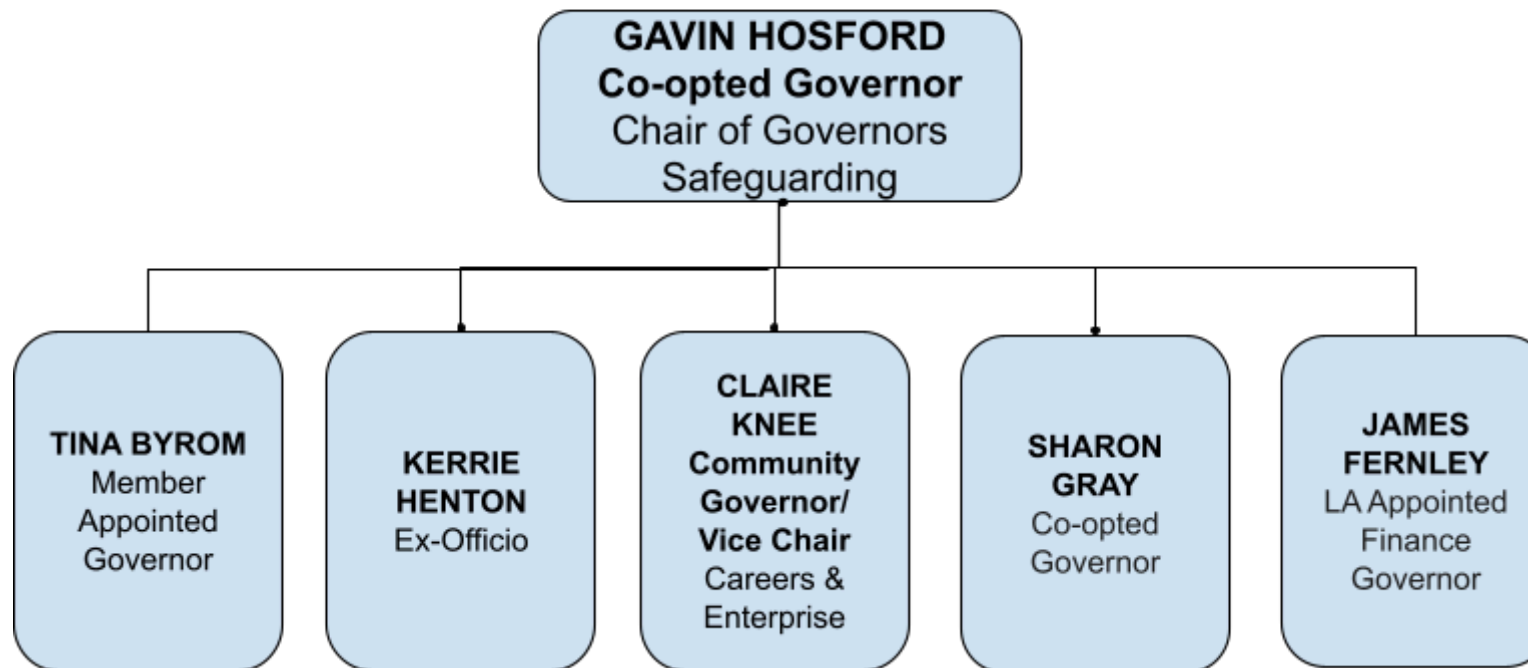 GAVIN HOSFORD
Co-opted Governor
Chair of Governors
Safeguarding
TINA BYROM
Member
Appointed
Governor
KERRIE
HENTON
Ex-Officio
CLAIRE
KNEE
Community
Governor/
Vice Chair
Careers &
Enterprise
SHARON
GRAY
Co-opted
Governor
JAMES
FERNLEY
LA Appointed
Finance
Governor